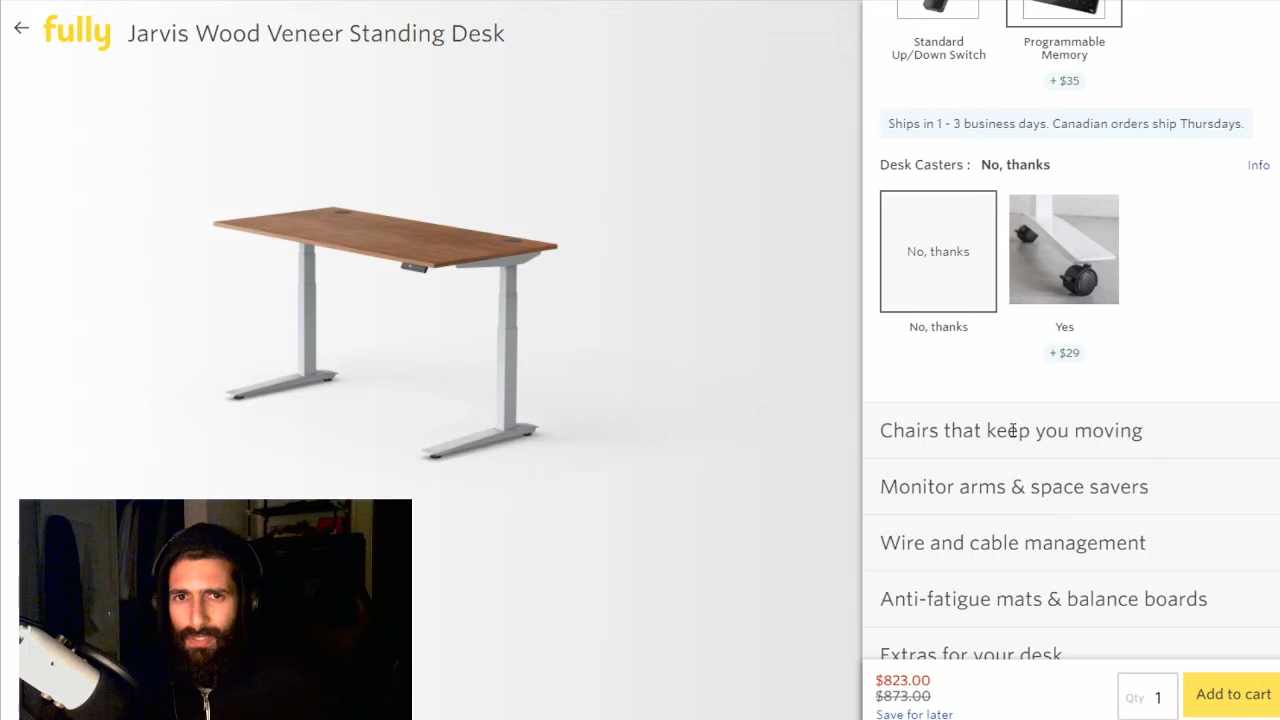 fully
Jarvis Wood Veneer Standing Desk
Standard
Up/Down Switch
Programmable
Memory
+ $35
Ships in 1 - 3 business days. Canadian orders ship Thursdays.
Desk Casters : No, thanks
Info
No, thanks
No, thanks
Yes
+ $29
Chairs that keep you moving
Monitor arms & space savers
Wire and cable management
Anti-fatigue mats & balance boards
Extras for your desk
$823.00
$873.00
Save for later
Qty 1
Add to cart